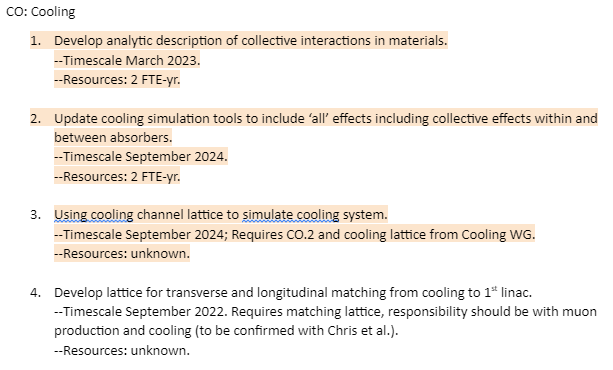 CO: Cooling
1. Develop analytic description of collective interactions in materials.
--Timescale March 2023.
--Resources: 2 FTE-yr.
2. Update cooling simulation tools to include ‘all’ effects including collective effects within and
between absorbers.
--Timescale September 2024.
--Resources: 2 FTE-yr.
3. Using cooling channel lattice to simulate cooling system.
--Timescale September 2024; Requires CO.2 and cooling lattice from Cooling WG.
--Resources: unknown.
4. Develop lattice for transverse and longitudinal matching from cooling to 1st linac.
--Timescale September 2022. Requires matching lattice, responsibility should be with muon
production and cooling (to be confirmed with Chris et al.).
--Resources: unknown.